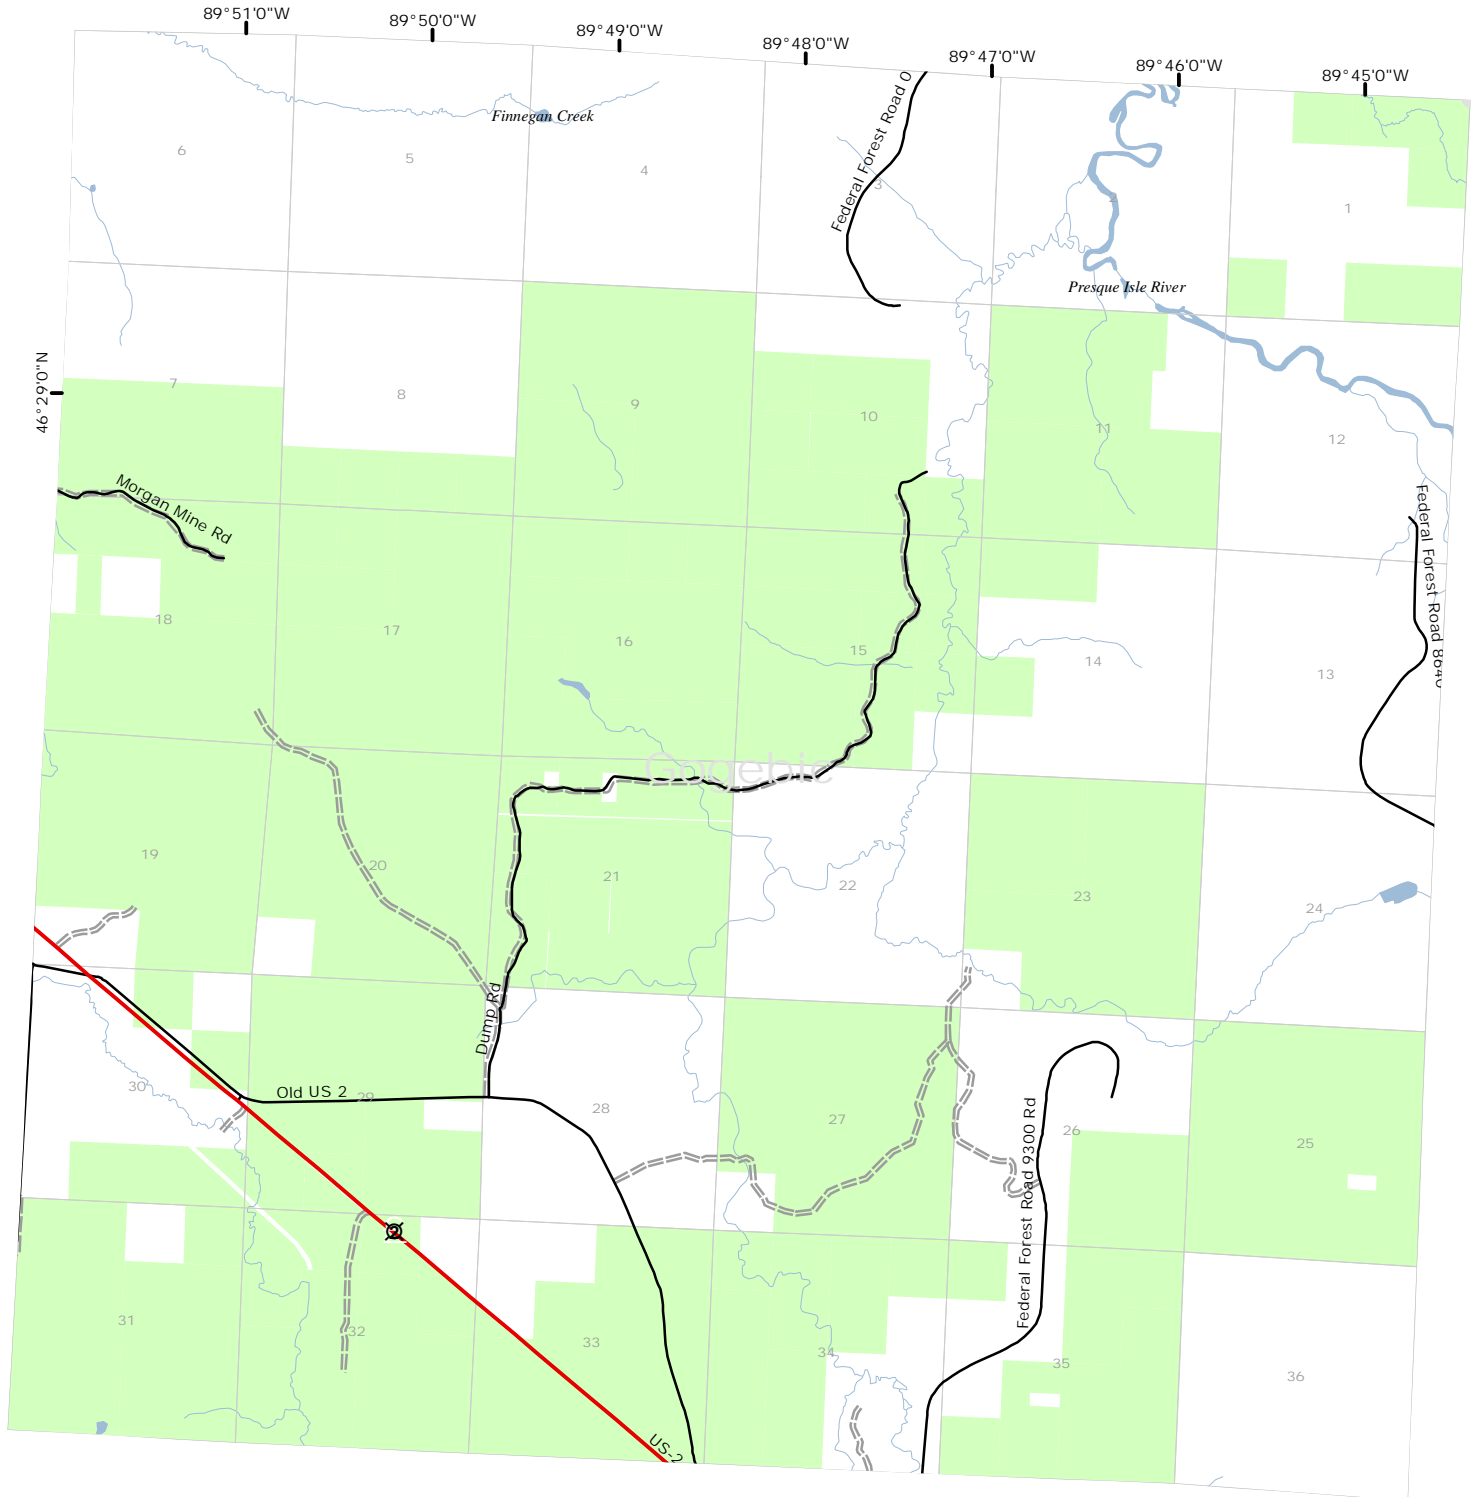 89°51'0"W
89°50'0"W
89°49'0"W
89°48'0"W
89°47'0"W
89°46'0"W
89°45'0"W
46°29'0"N
Finnegan Creek
Federal Forest Road 0
Presque Isle River
6
5
4
3
2
1
7
8
9
10
11
12
Morgan Mine Rd
Federal Forest Road 8640
18
17
16
15
14
13
Gogebic
19
20
21
22
23
24
Dump Rd
Old US 2
30
29
28
27
26
25
Federal Forest Road 9300 Rd
2
31
32
33
34
35
36
US-2